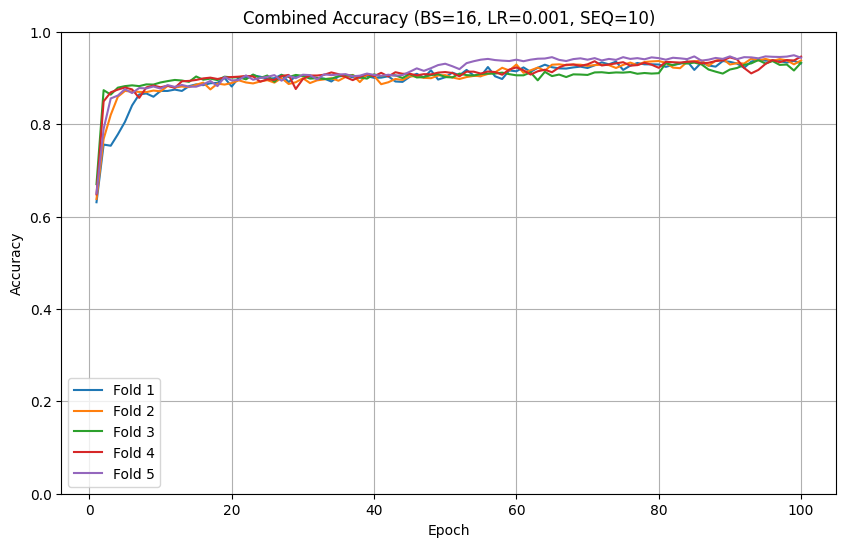 Combined Accuracy (BS=16, LR=0.001, SEQ=10)
1.0
0.8
0.6
0.4
0.2
0.0
Accuracy
Fold 1
Fold 2
Fold 3
Fold 4
Fold 5
0 20 40 60 80 100
Epoch